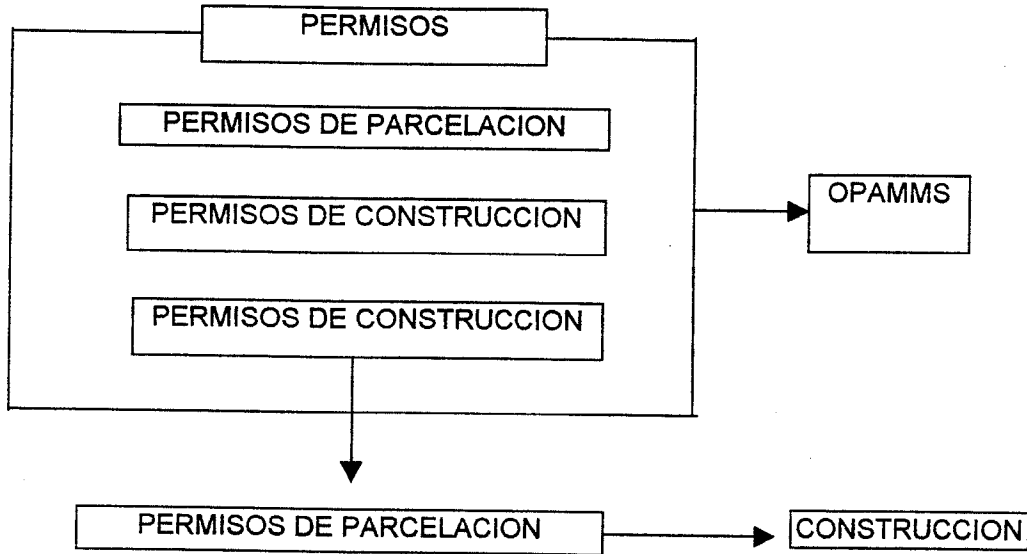 PERMISOS
PERMISOS DE PARCELACION
PERMISOS DE CONSTRUCCION
OPAMMS
PERMISOS DE CONSTRUCCION
PERMISOS DE PARCELACION
CONSTRUCCION